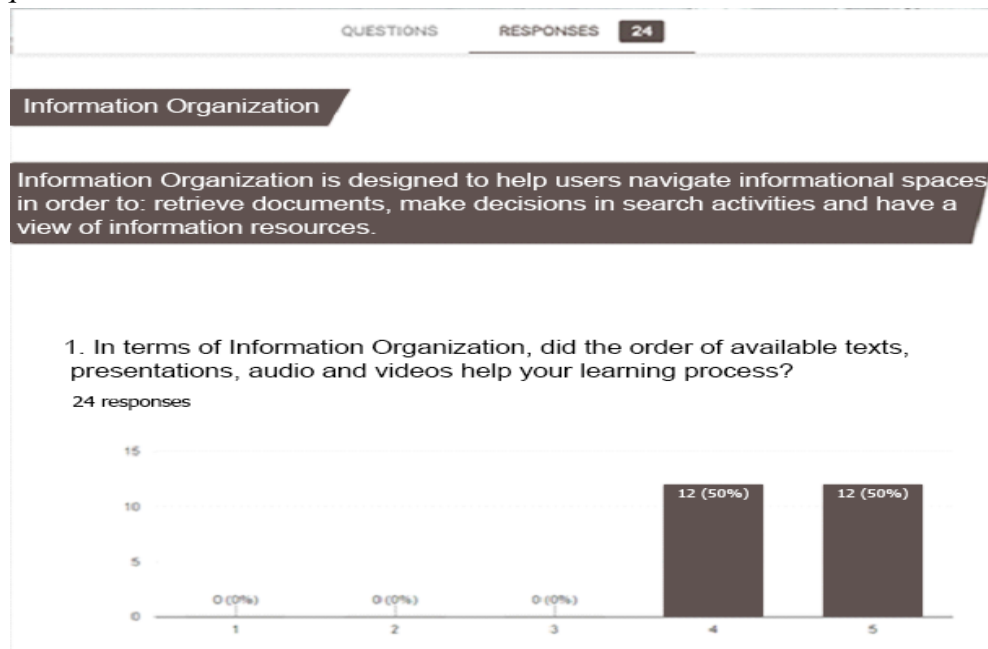 QUESTIONS RESPONSES 24
Information Organization
Information Organization is designed to help users navigate informational spaces
in order to: retrieve documents, make decisions in search activities and have a
view of information resources.
1. In terms of Information Organization, did the order of available texts,
presentations, audio and videos help your learning process?
24 responses
15
12 (50%) 12 (50%)
10
5
0 (0%) 0 (0%) 0 (0%)
0
1 2 3 4 5